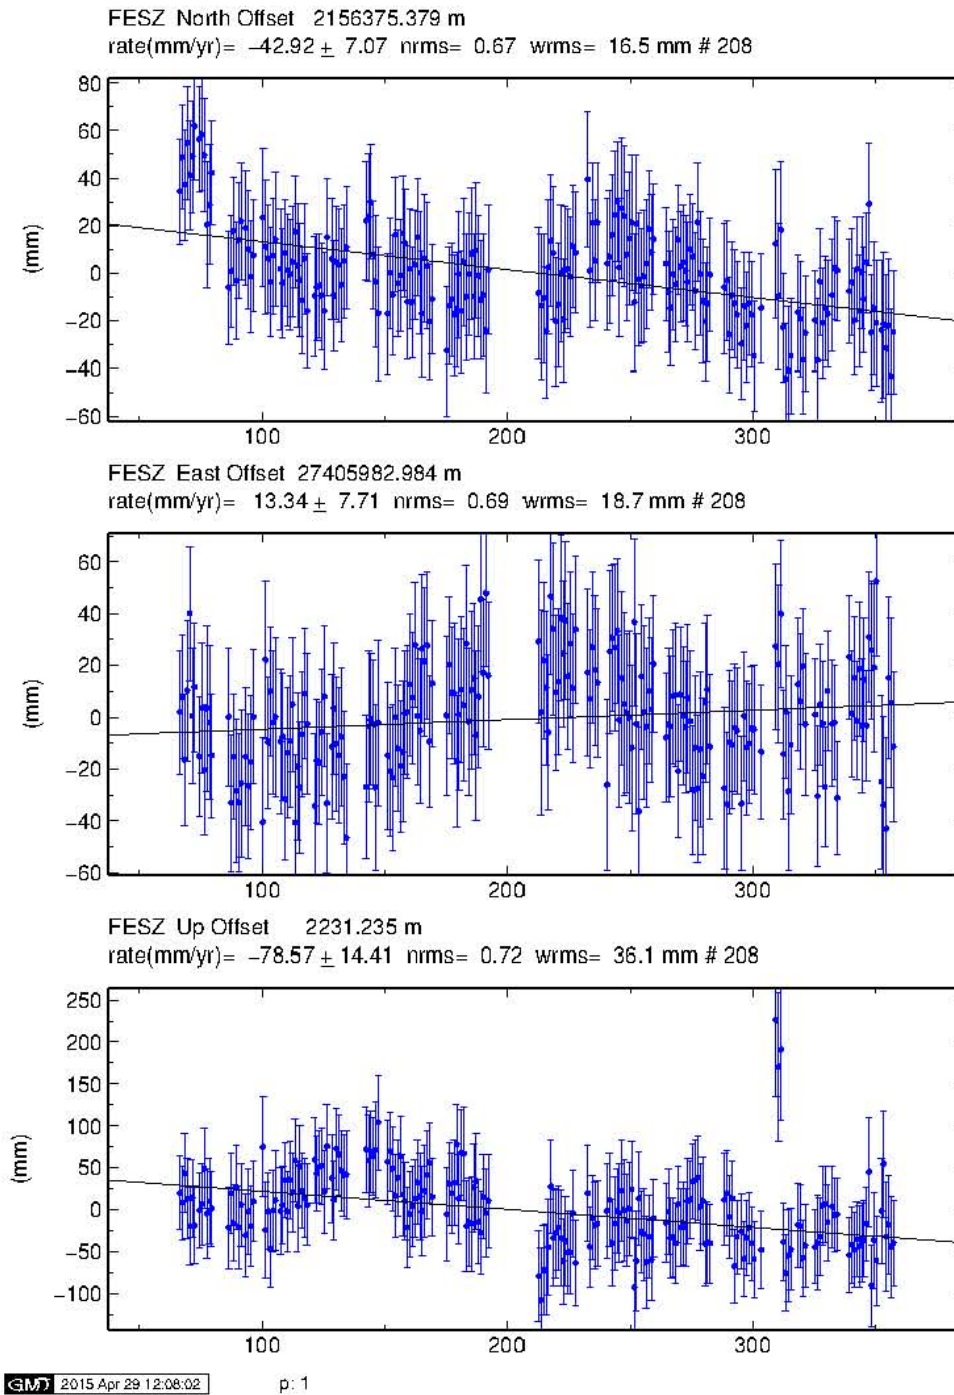 FESZ North Offset 2156375.379 m
rate(mm/yr)= -42.92 ± 7.07 nrms= 0.67 wrms= 16.5 mm # 208
80
60
40
20
0
-20
-40
-60
(mm)
100 200 300
FESZ East Offset 27405982.984 m
rate(mm/yr)= 13.34 ± 7.71 nrms= 0.69 wrms= 18.7 mm # 208
60
40
20
0
-20
-40
-60
(mm)
100 200 300
FESZ Up Offset 2231.235 m
rate(mm/yr)= -78.57 ± 14.41 nrms= 0.72 wrms= 36.1 mm # 208
250
200
150
100
50
0
-50
-100
(mm)
100 200 300
GMT 2015 Apr 29 12:08:02 p: 1